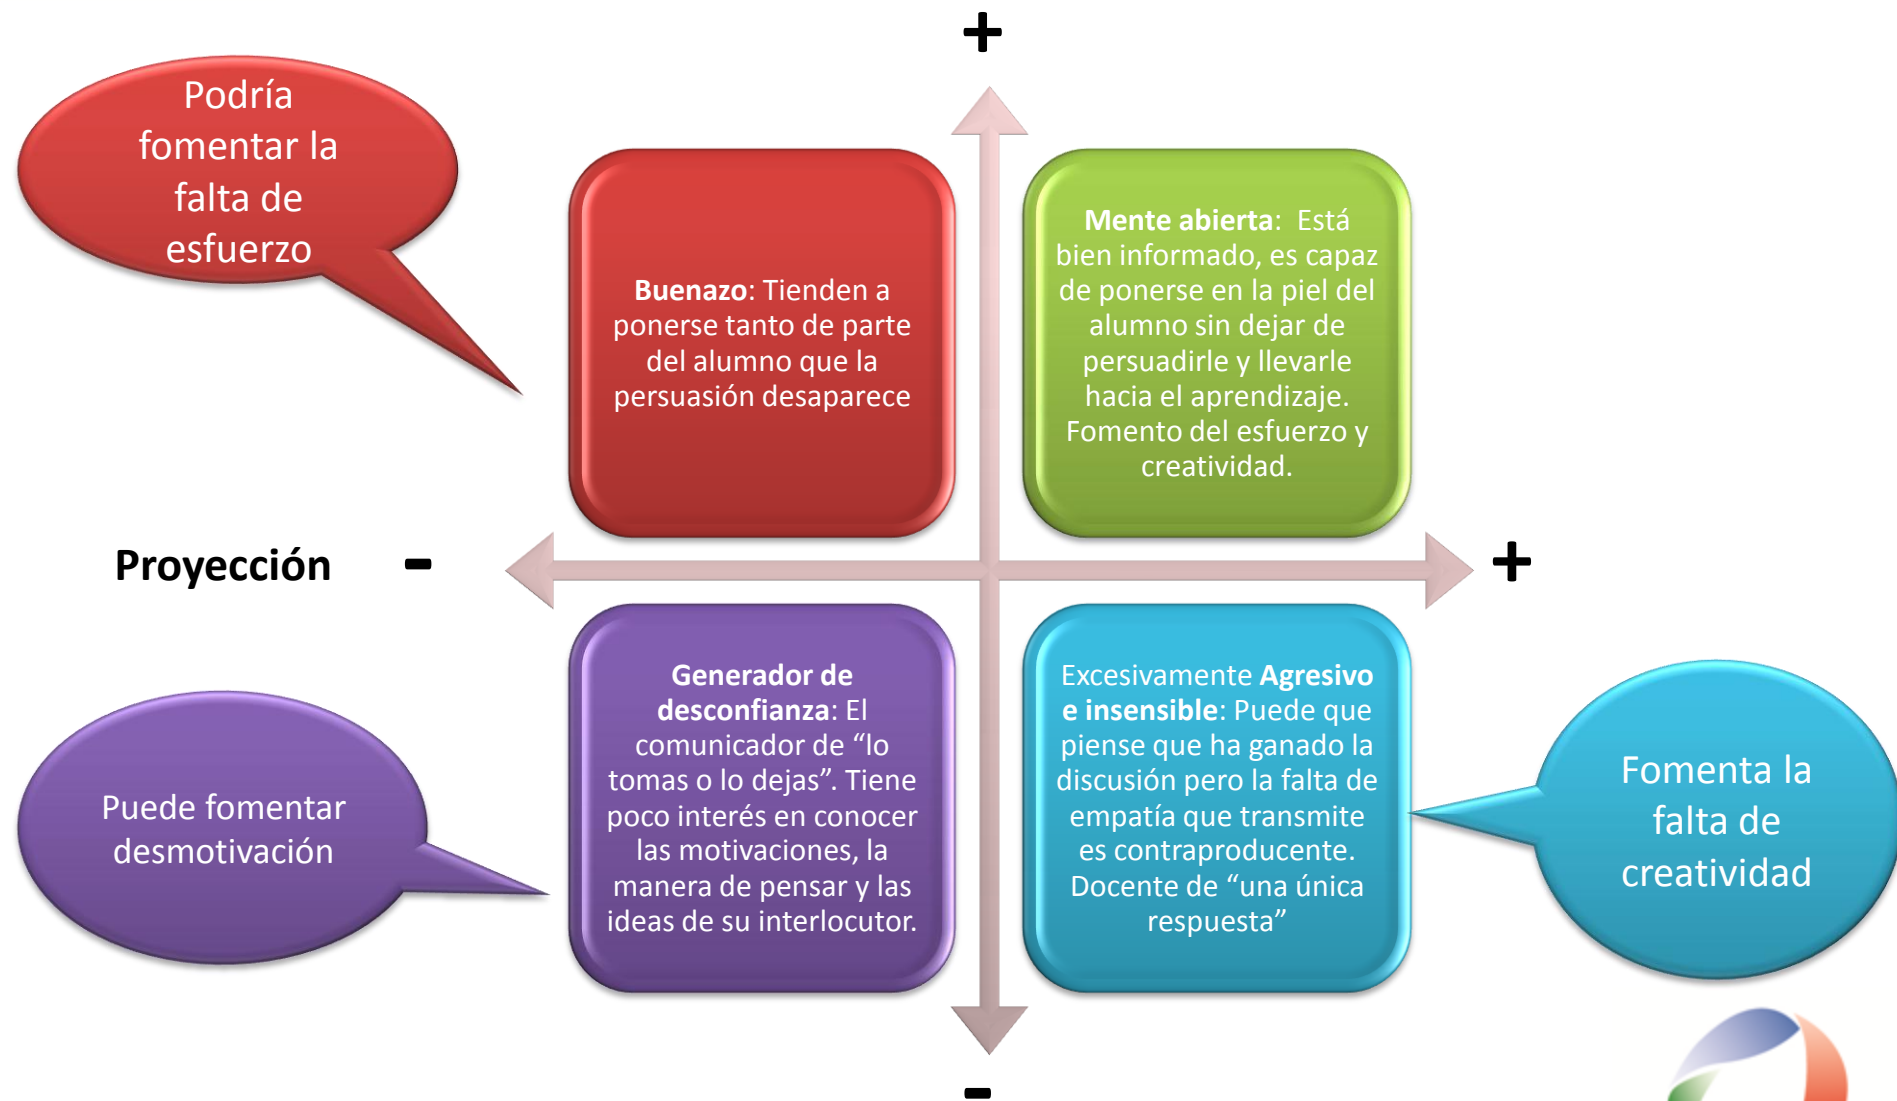 +
Podría
fomentar la
falta de
esfuerzo
Buenazo: Tienden a
ponerse tanto de parte
del alumno que la
persuasión desaparece
Mente abierta: Está
bien informado, es capaz
de ponerse en la piel del
alumno sin dejar de
persuadirle y llevarle
hacia el aprendizaje.
Fomento del esfuerzo y
creatividad.
Proyección - +
Generador de
desconfianza: El
comunicador de “lo
tomas o lo dejas”. Tiene
poco interés en conocer
las motivaciones, la
manera de pensar y las
ideas de su interlocutor.
Excesivamente Agresivo
e insensible: Puede que
piense que ha ganado la
discusión pero la falta de
empatía que transmite
es contraproducente.
Docente de “una única
respuesta”
Puede fomentar
desmotivación
Fomenta la
falta de
creatividad
-